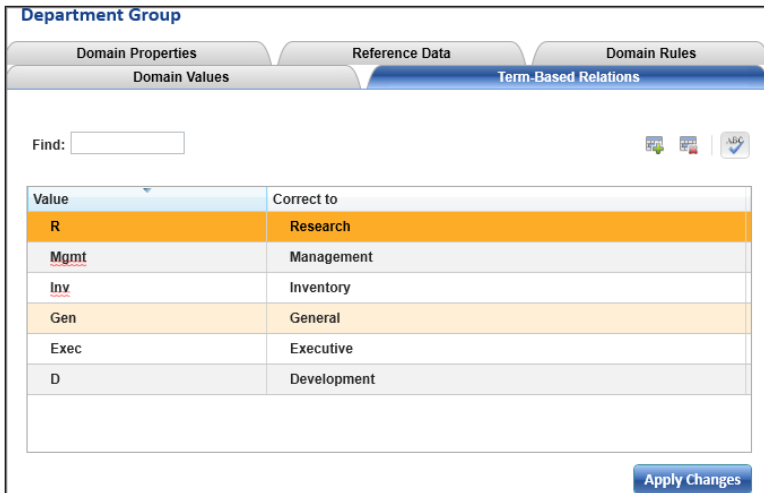 Department Group
Domain Properties Reference Data Domain Rules
Domain Values Term-Based Relations
Find:
ABC
Value Correct to
R Research
Mgmt Management
Inv Inventory
Gen General
Exec Executive
D Development
Apply Changes